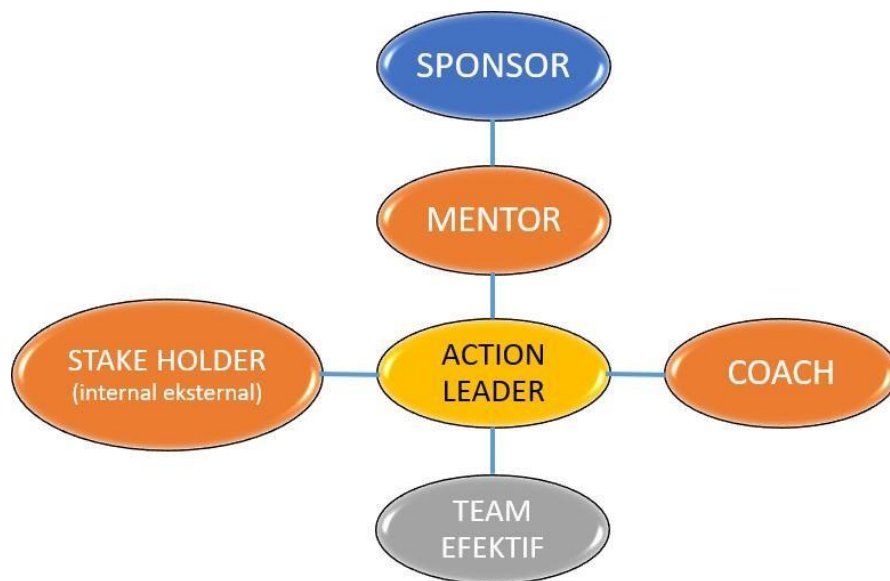 SPONSOR
MENTOR
STAKE HOLDER
(internal eksternal)
ACTION
LEADER
COACH
TEAM
EFEKTIF